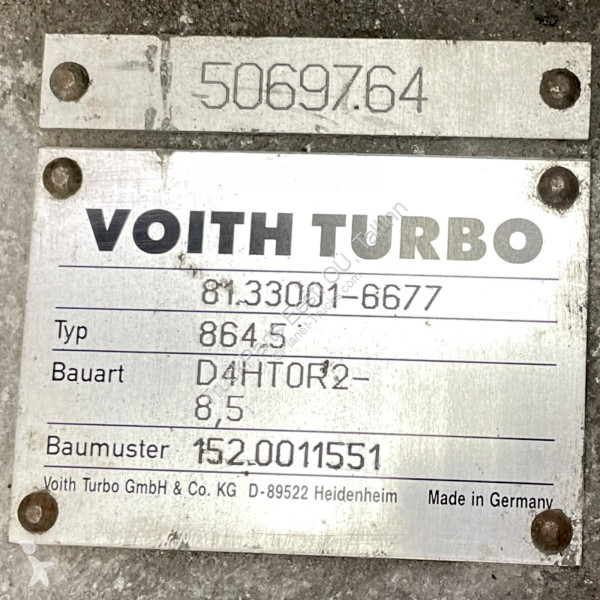 5069764
VOITH TURBO
81.33001-6677
Typ 864.5
Bauart D4HT0R2-
8,5
Baumuster 152.0011551
Voith Turbo GmbH & Co. KG D-89522 Heidenheim Made in Germany